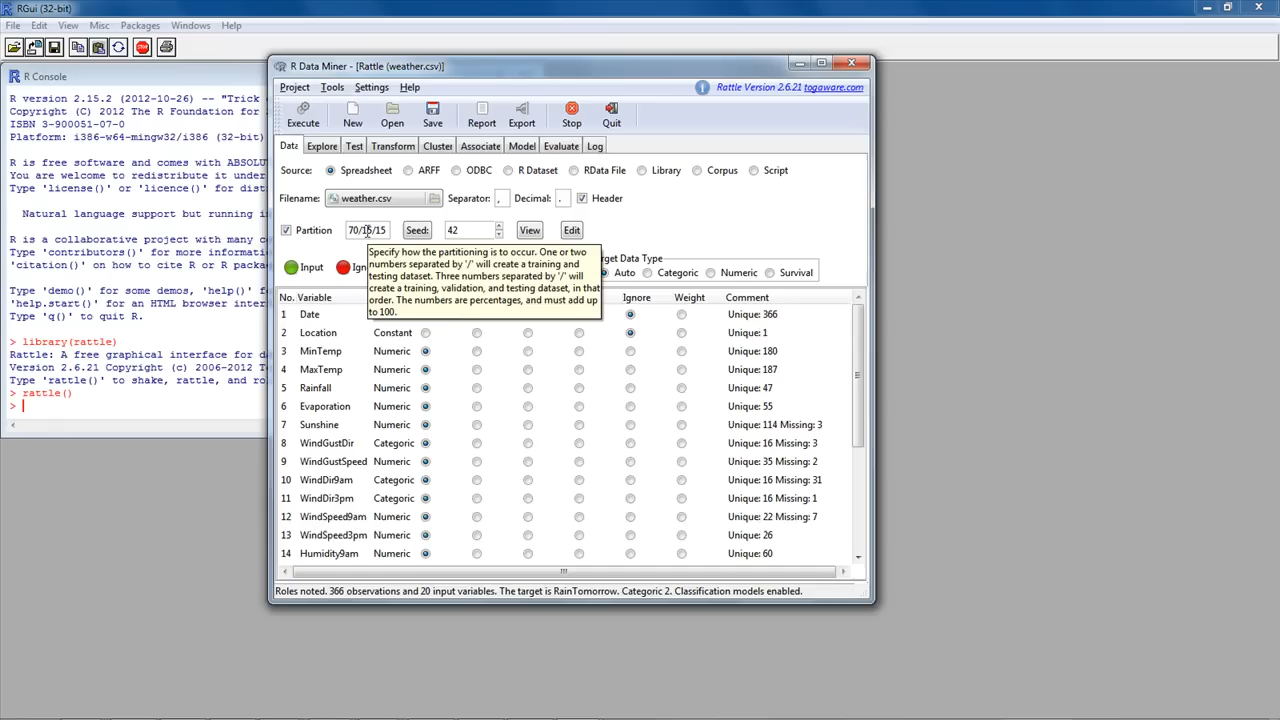 RGui (32-bit)
File Edit View Misc Packages Windows Help
STOP
R Console
R version 2.15.2 (2012-10-26) -- "Trick
Copyright (C) 2012 The R Foundation for
ISBN 3-900051-07-0
Platform: i386-w64-mingw32/i386 (32-bit)
R is free software and comes with ABSOLU
You are welcome to redistribute it under
Type 'license()' or 'licence()' for dist
Natural language support but running i
R is a collaborative project with many c
Type 'contributors()' for more informati
'citation()' on how to cite R or R packa
Type 'demo()' for some demos, 'help()' f
'help.start()' for an HTML browser inter
Type 'q()' to quit R.
> library(rattle)
Rattle: A free graphical interface for da
Version 2.6.21 Copyright (c) 2006-2012 T
Type 'rattle()' to shake, rattle, and ro
> rattle()
>
R Data Miner - [Rattle (weather.csv)]
Project Tools Settings Help
Rattle Version 2.6.21 togaware.com
Execute New Open Save Report Export Stop Quit
Data Explore Test Transform Cluster Associate Model Evaluate Log
Source: Spreadsheet ARFF ODBC R Dataset RData File Library Corpus Script
Filename: weather.csv Separator: , Decimal: . Header
Partition 70/15/15 Seed: 42 View Edit
Specify how the partitioning is to occur. One or two
numbers separated by '/' will create a training and
testing dataset. Three numbers separated by '/' will
create a training, validation, and testing dataset, in that
order. The numbers are percentages, and must add up
to 100.
Target Data Type
Input Ign Auto Categoric Numeric Survival
No. Variable Ignore Weight Comment
1 Date Unique: 366
2 Location Constant Unique: 1
3 MinTemp Numeric Unique: 180
4 MaxTemp Numeric Unique: 187
5 Rainfall Numeric Unique: 47
6 Evaporation Numeric Unique: 55
7 Sunshine Numeric Unique: 114 Missing: 3
8 WindGustDir Categoric Unique: 16 Missing: 3
9 WindGustSpeed Numeric Unique: 35 Missing: 2
10 WindDir9am Categoric Unique: 16 Missing: 31
11 WindDir3pm Categoric Unique: 16 Missing: 1
12 WindSpeed9am Numeric Unique: 22 Missing: 7
13 WindSpeed3pm Numeric Unique: 26
14 Humidity9am Numeric Unique: 60
Roles noted. 366 observations and 20 input variables. The target is RainTomorrow. Categoric 2. Classification models enabled.